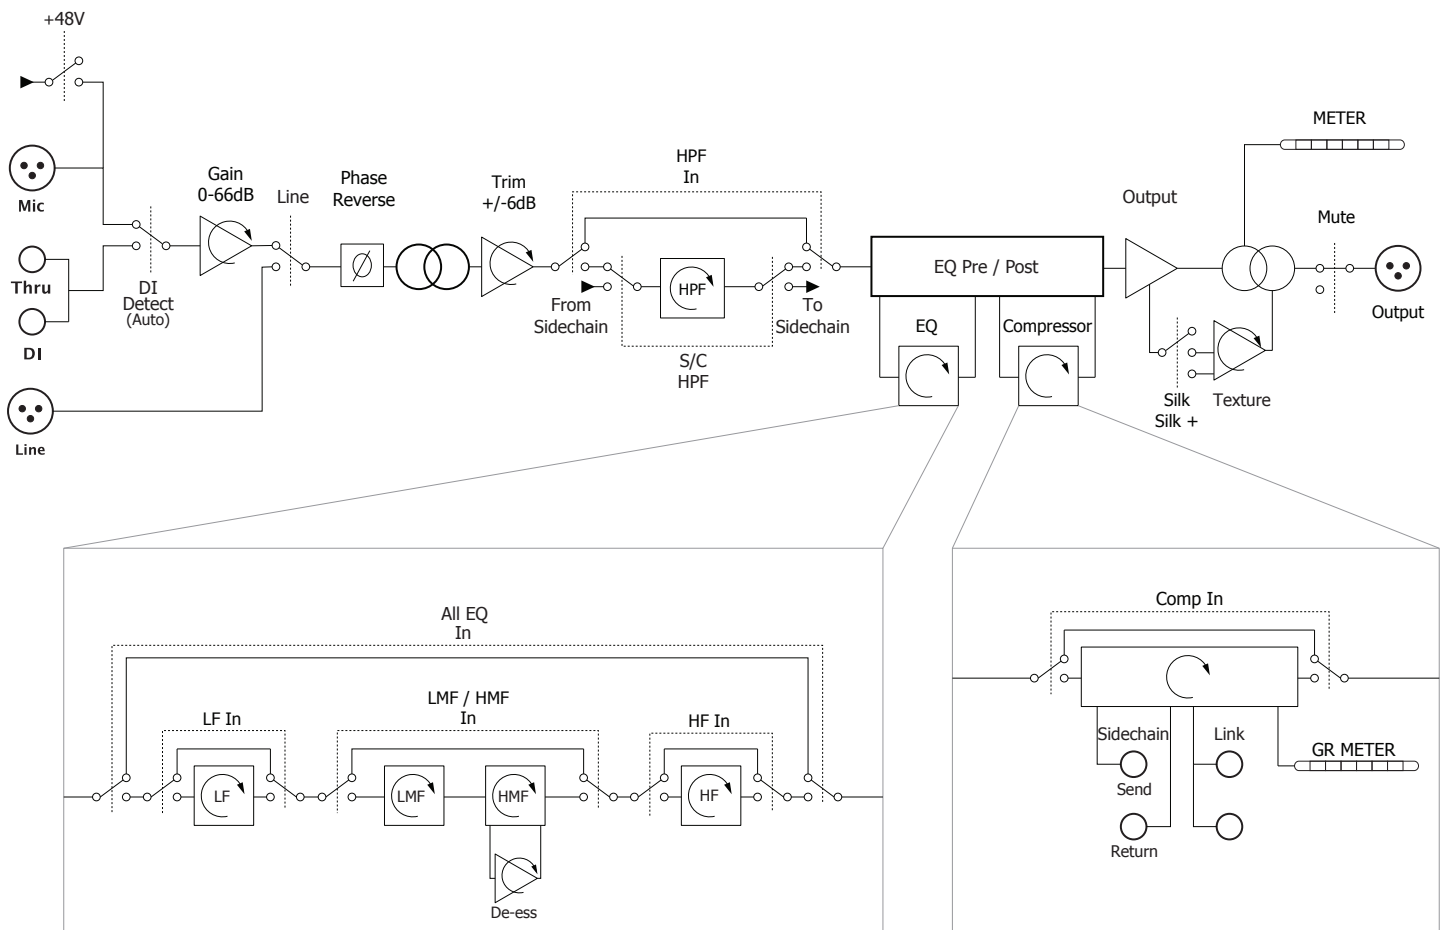 +48V
Mic
Thru
DI
Line
DI
Detect
(Auto)
Gain
0-66dB
Line
Phase
Reverse
Trim
+/-6dB
HPF
In
From
Sidechain
HPF
To
Sidechain
S/C
HPF
EQ Pre / Post
EQ
Compressor
Output
METER
Mute
Output
Silk
Silk +
Texture
All EQ
In
LF In
LMF / HMF
In
HF In
LF
LMF
HMF
HF
De-ess
Comp In
Sidechain
Send
Return
Link
GR METER